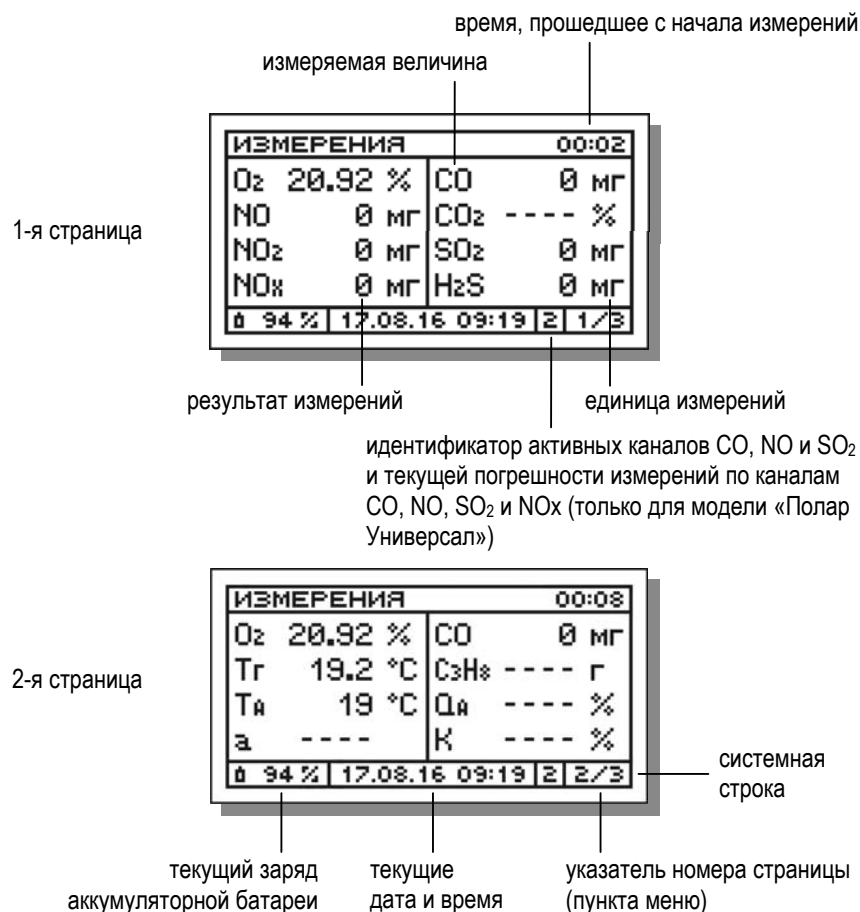 время, прошедшее с начала измерений
измеряемая величина
ИЗМЕРЕНИЯ 00:02
O2 20.92 % CO 0 мг
NO 0 мг CO2 ---- %
1-я страница
NO2 0 мг SO2 0 мг
NOx 0 мг H2S 0 мг
94 % 17.08.16 09:19 2 1/3
результат измерений
единица измерений
идентификатор активных каналов CO, NO и SO2
и текущей погрешности измерений по каналам
CO, NO, SO2 и NOx (только для модели «Полар
Универсал»)
ИЗМЕРЕНИЯ 00:08
O2 20.92 % CO 0 мг
Tг 19.2 °C C3H8 ---- г
2-я страница
TA 19 °C QA ---- %
a ---- K ---- %
94 % 17.08.16 09:19 2 2/3
системная
строка
текущий заряд
аккумуляторной батареи
текущие
дата и время
указатель номера страницы
(пункта меню)